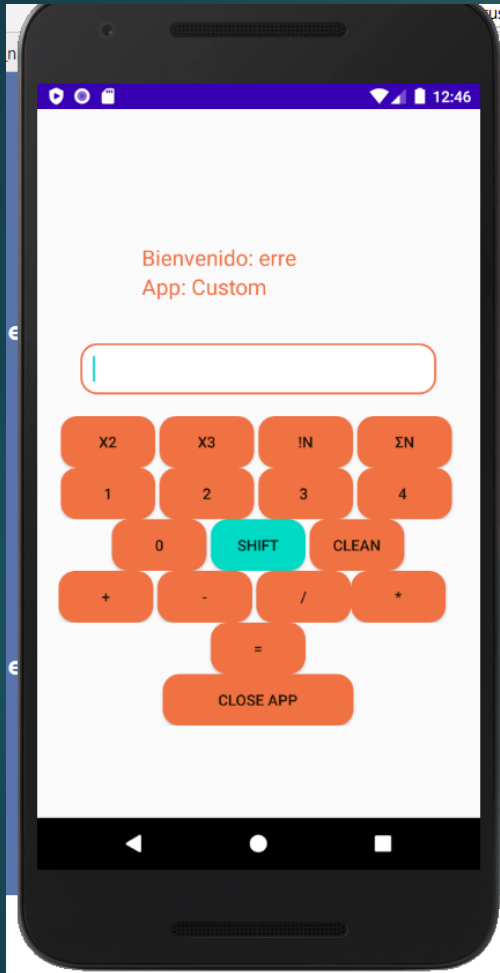 12:46
Bienvenido: erre
App: Custom
X2 X3 !N ΣN
1 2 3 4
0 SHIFT CLEAN
+ - / *
=
CLOSE APP